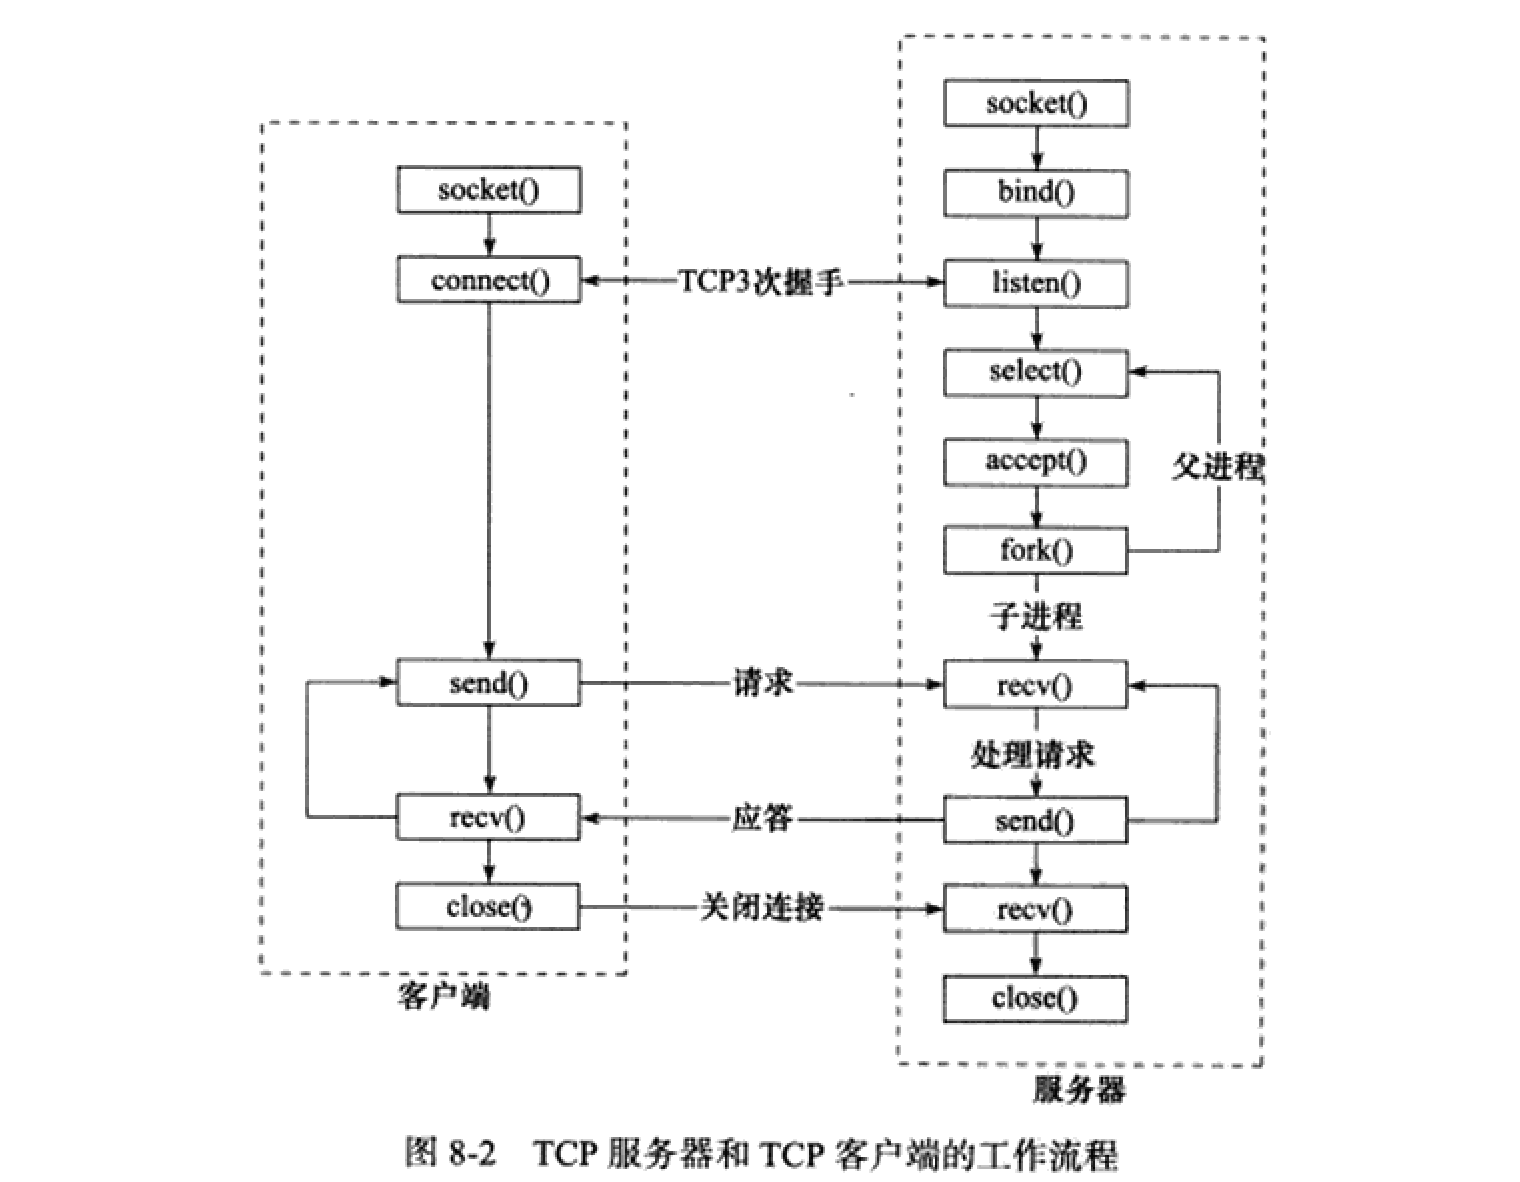 socket()
bind()
listen()
select()
accept()
父进程
fork()
子进程
recv()
处理请求
send()
recv()
close()
服务器
socket()
connect()
TCP3次握手
send()
请求
recv()
应答
close()
关闭连接
客户端
图 8-2 TCP 服务器和 TCP 客户端的工作流程